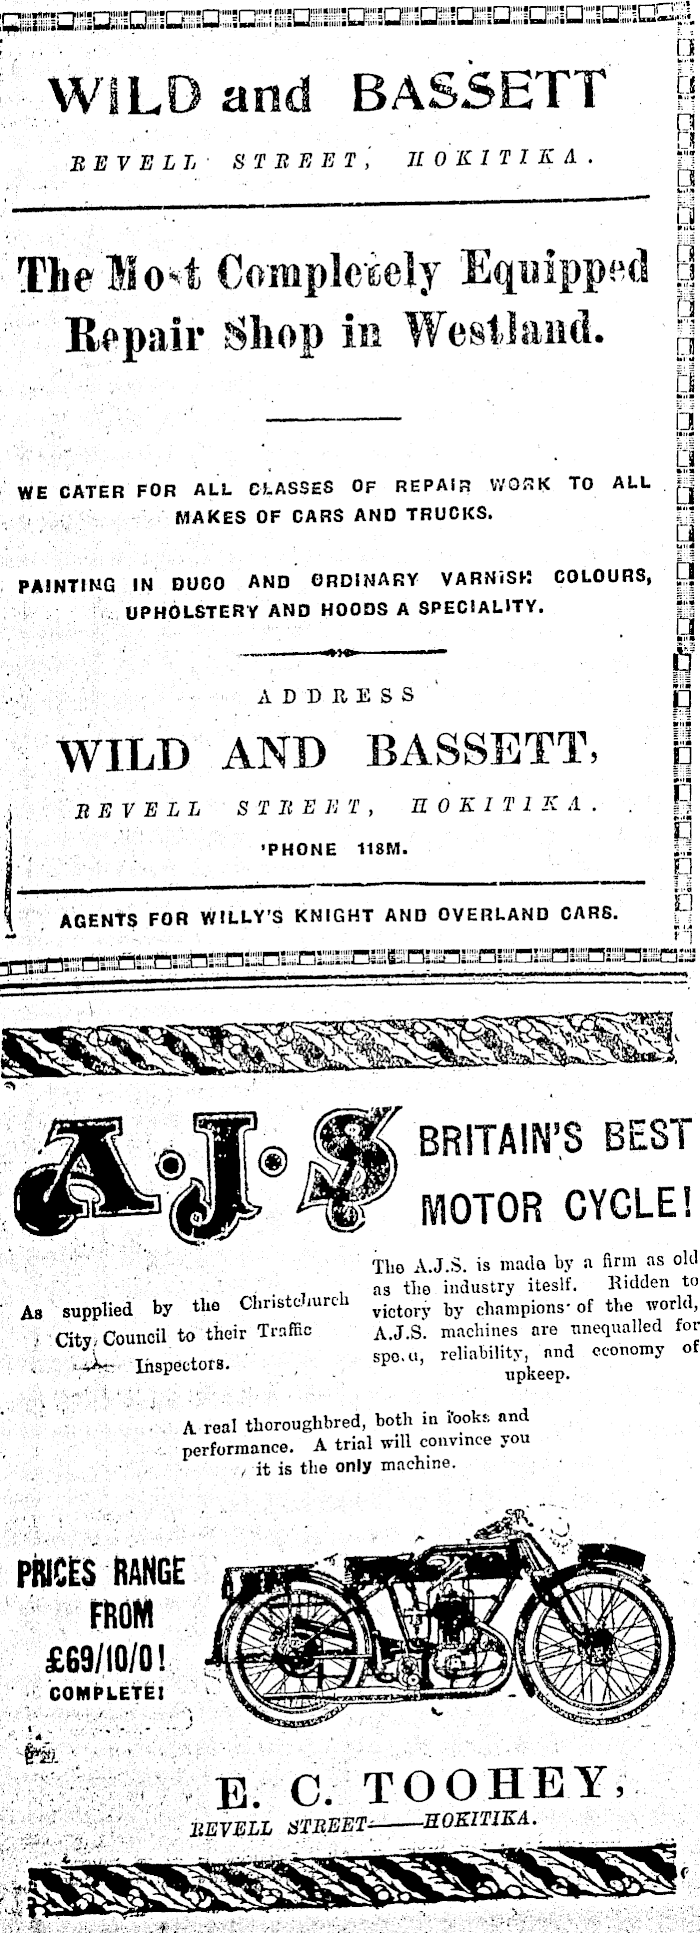 WILD and BASSETT
REVELL STREET, HOKITIKA.
The Most Completely Equipped
Repair Shop in Westland.
WE CATER FOR ALL CLASSES OF REPAIR WORK TO ALL
MAKES OF CARS AND TRUCKS.
PAINTING IN DUCO AND ORDINARY VARNISH COLOURS,
UPHOLSTERY AND HOODS A SPECIALITY.
ADDRESS
WILD AND BASSETT,
REVELL STREET, HOKITIKA.
'PHONE 118M.
AGENTS FOR WILLY'S KNIGHT AND OVERLAND CARS.
A.J.S
BRITAIN'S BEST
MOTOR CYCLE!
As supplied by the Christchurch
City Council to their Traffic
Inspectors.
The A.J.S. is made by a firm as old
as the industry iteslf. Ridden to
victory by champions of the world,
A.J.S. machines are unequalled for
speed, reliability, and economy of
upkeep.
A real thoroughbred, both in looks and
performance. A trial will convince you
it is the only machine.
PRICES RANGE
FROM
£69/10/0!
COMPLETE!
E. C. TOOHEY,
REVELL STREET——HOKITIKA.